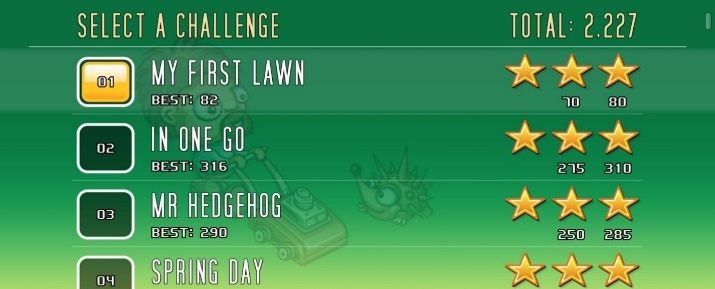 SELECT A CHALLENGE TOTAL: 2,227
01 MY FIRST LAWN
BEST: 82 70 80
02 IN ONE GO
BEST: 316 275 310
03 MR HEDGEHOG
BEST: 290 250 285
04 SPRING DAY